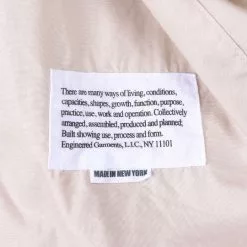 There are many ways of living, conditions,
capacities, shapes, growth, function, purpose,
practice, use, work and operation. Collectively
arranged, assembled, produced and planned;
Built showing use, process and form.
Engineered Garments, L.I.C., NY 11101
MADE IN NEW YORK